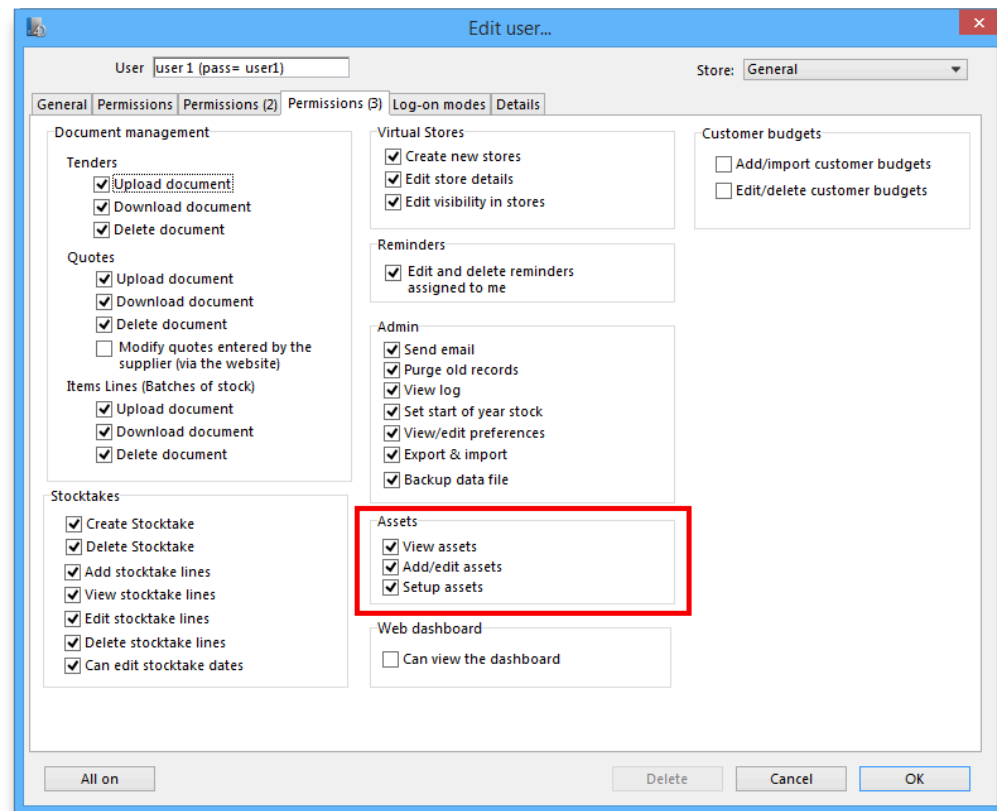 Edit user...
User user 1 (pass= user1)
Store: General
General Permissions Permissions (2) Permissions (3) Log-on modes Details
Document management
Tenders
Upload document
Download document
Delete document
Quotes
Upload document
Download document
Delete document
Modify quotes entered by the
supplier (via the website)
Items Lines (Batches of stock)
Upload document
Download document
Delete document
Stocktakes
Create Stocktake
Delete Stocktake
Add stocktake lines
View stocktake lines
Edit stocktake lines
Delete stocktake lines
Can edit stocktake dates
Virtual Stores
Create new stores
Edit store details
Edit visibility in stores
Reminders
Edit and delete reminders
assigned to me
Admin
Send email
Purge old records
View log
Set start of year stock
View/edit preferences
Export & import
Backup data file
Assets
View assets
Add/edit assets
Setup assets
Web dashboard
Can view the dashboard
Customer budgets
Add/import customer budgets
Edit/delete customer budgets
All on
Delete
Cancel
OK